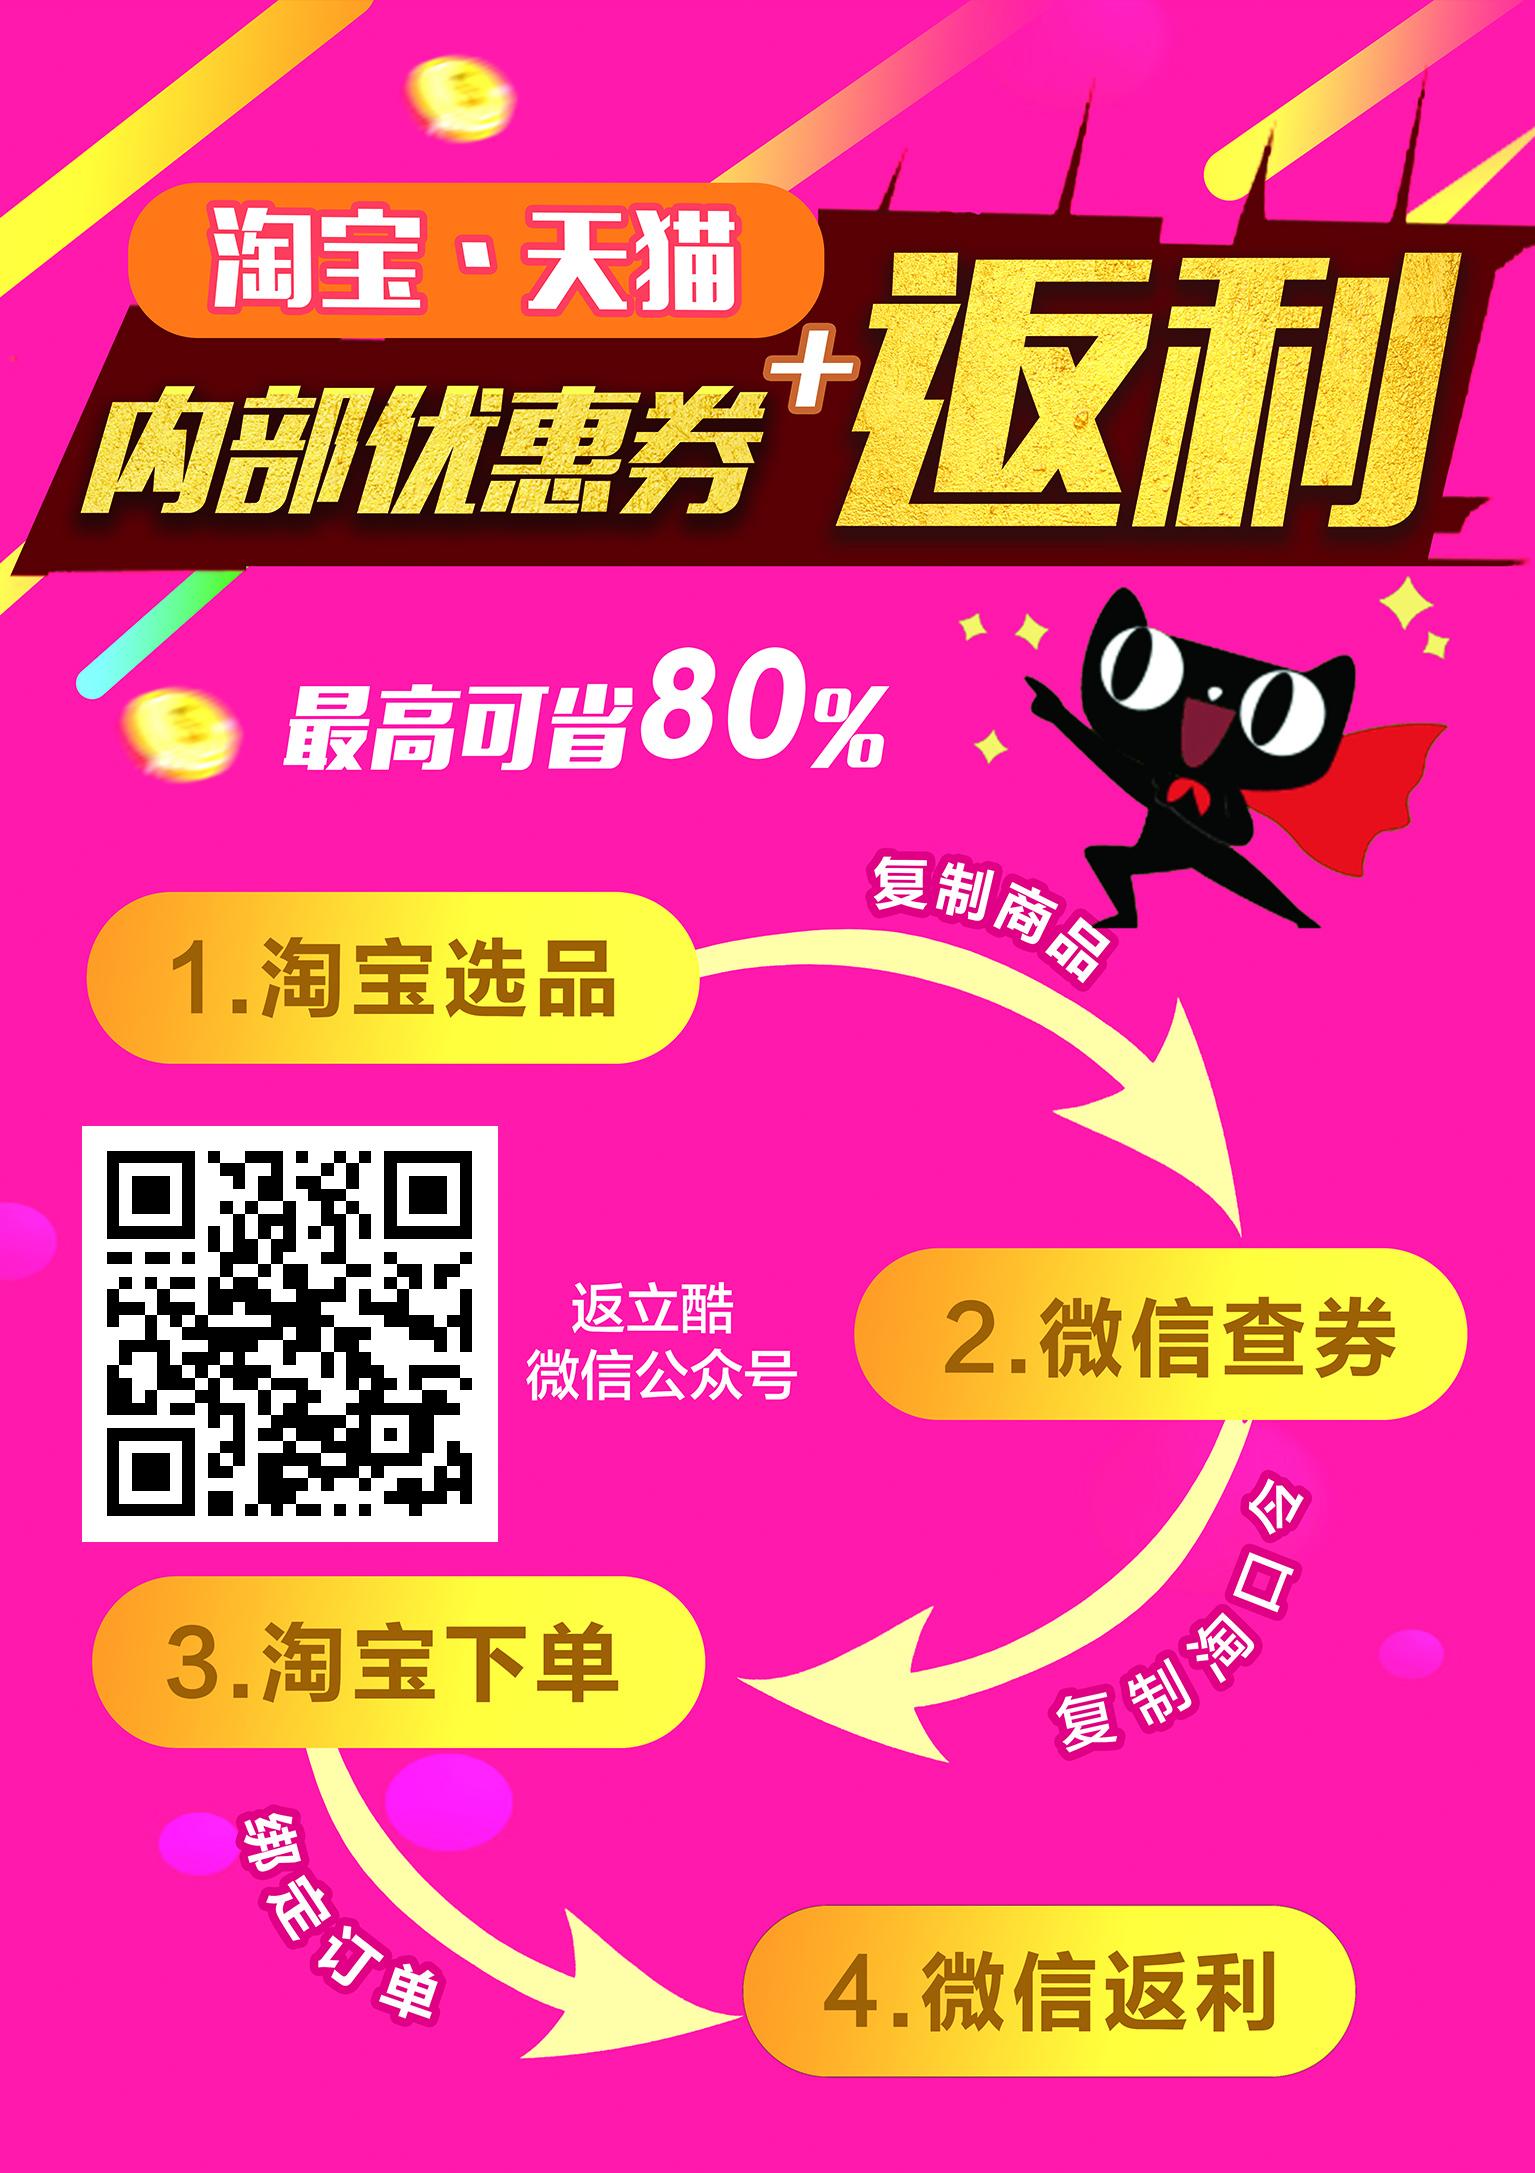 淘宝·天猫
内部优惠券+返利
最高可省80%
1.淘宝选品
复制商品
返立酷
微信公众号
2.微信查券
复制淘口令
3.淘宝下单
绑定订单
4.微信返利